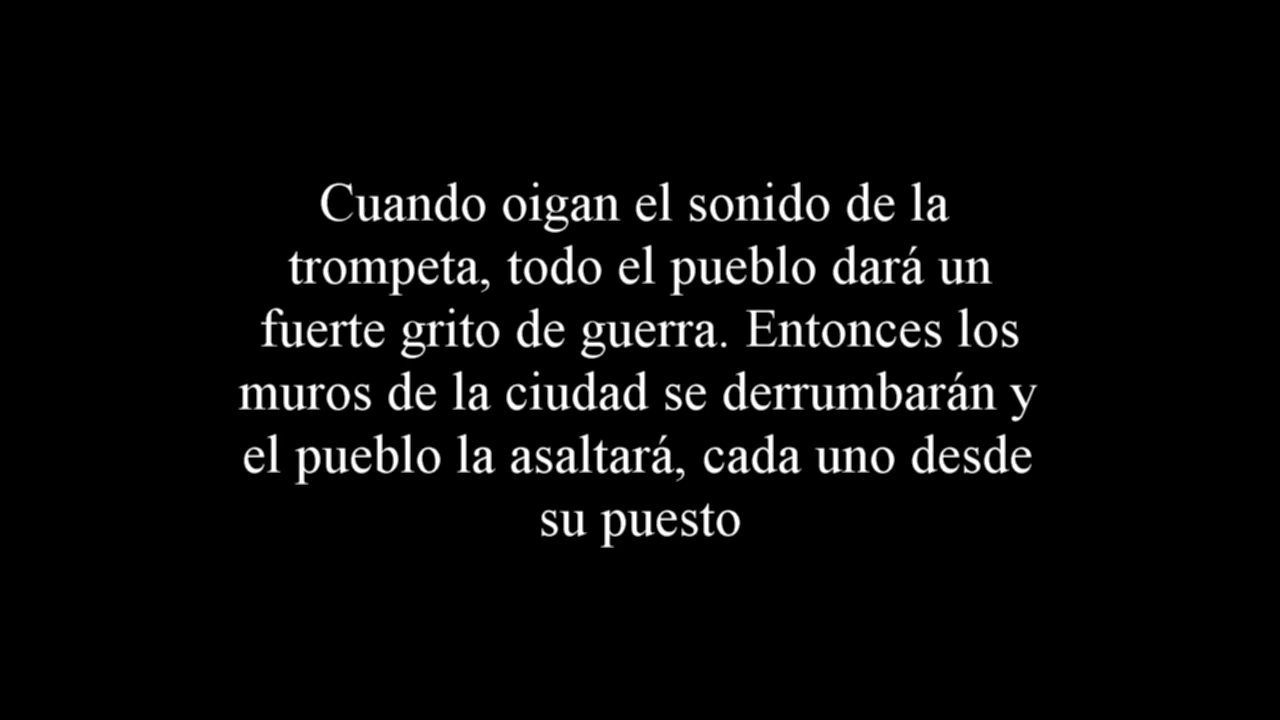 Cuando oigan el sonido de la
trompeta, todo el pueblo dará un
fuerte grito de guerra. Entonces los
muros de la ciudad se derrumbarán y
el pueblo la asaltará, cada uno desde
su puesto